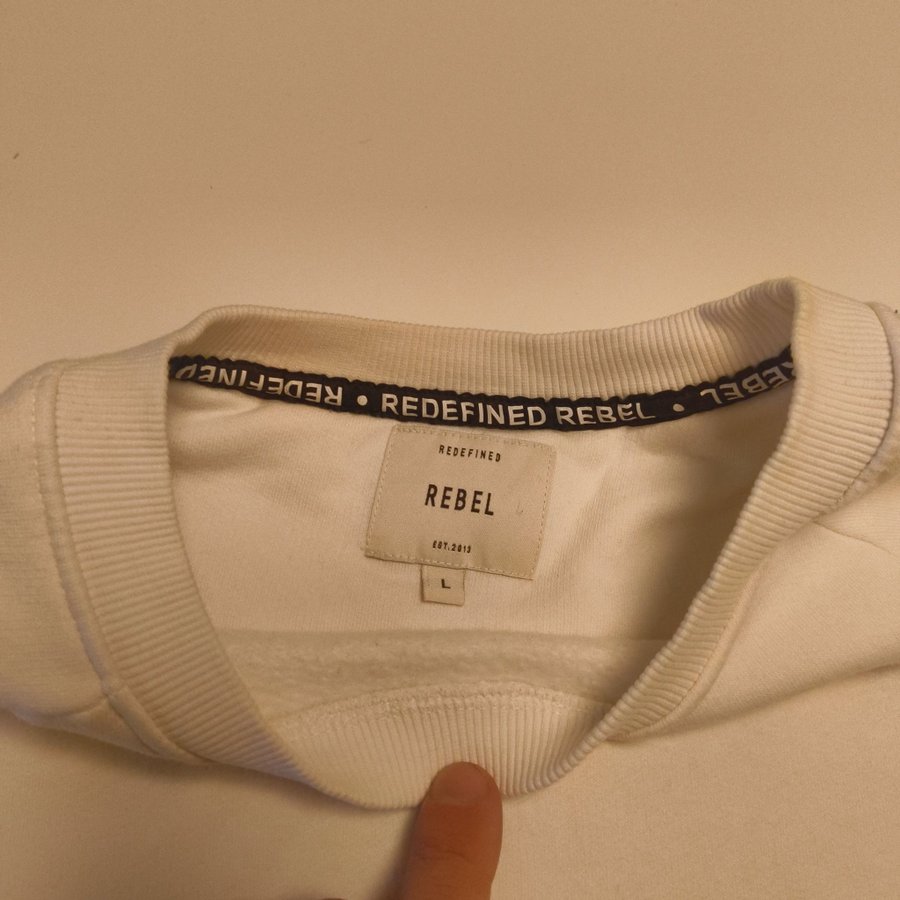 REDEFINED • REDEFINED REBEL • REBEL
REDEFINED
REBEL
EST.2013
L